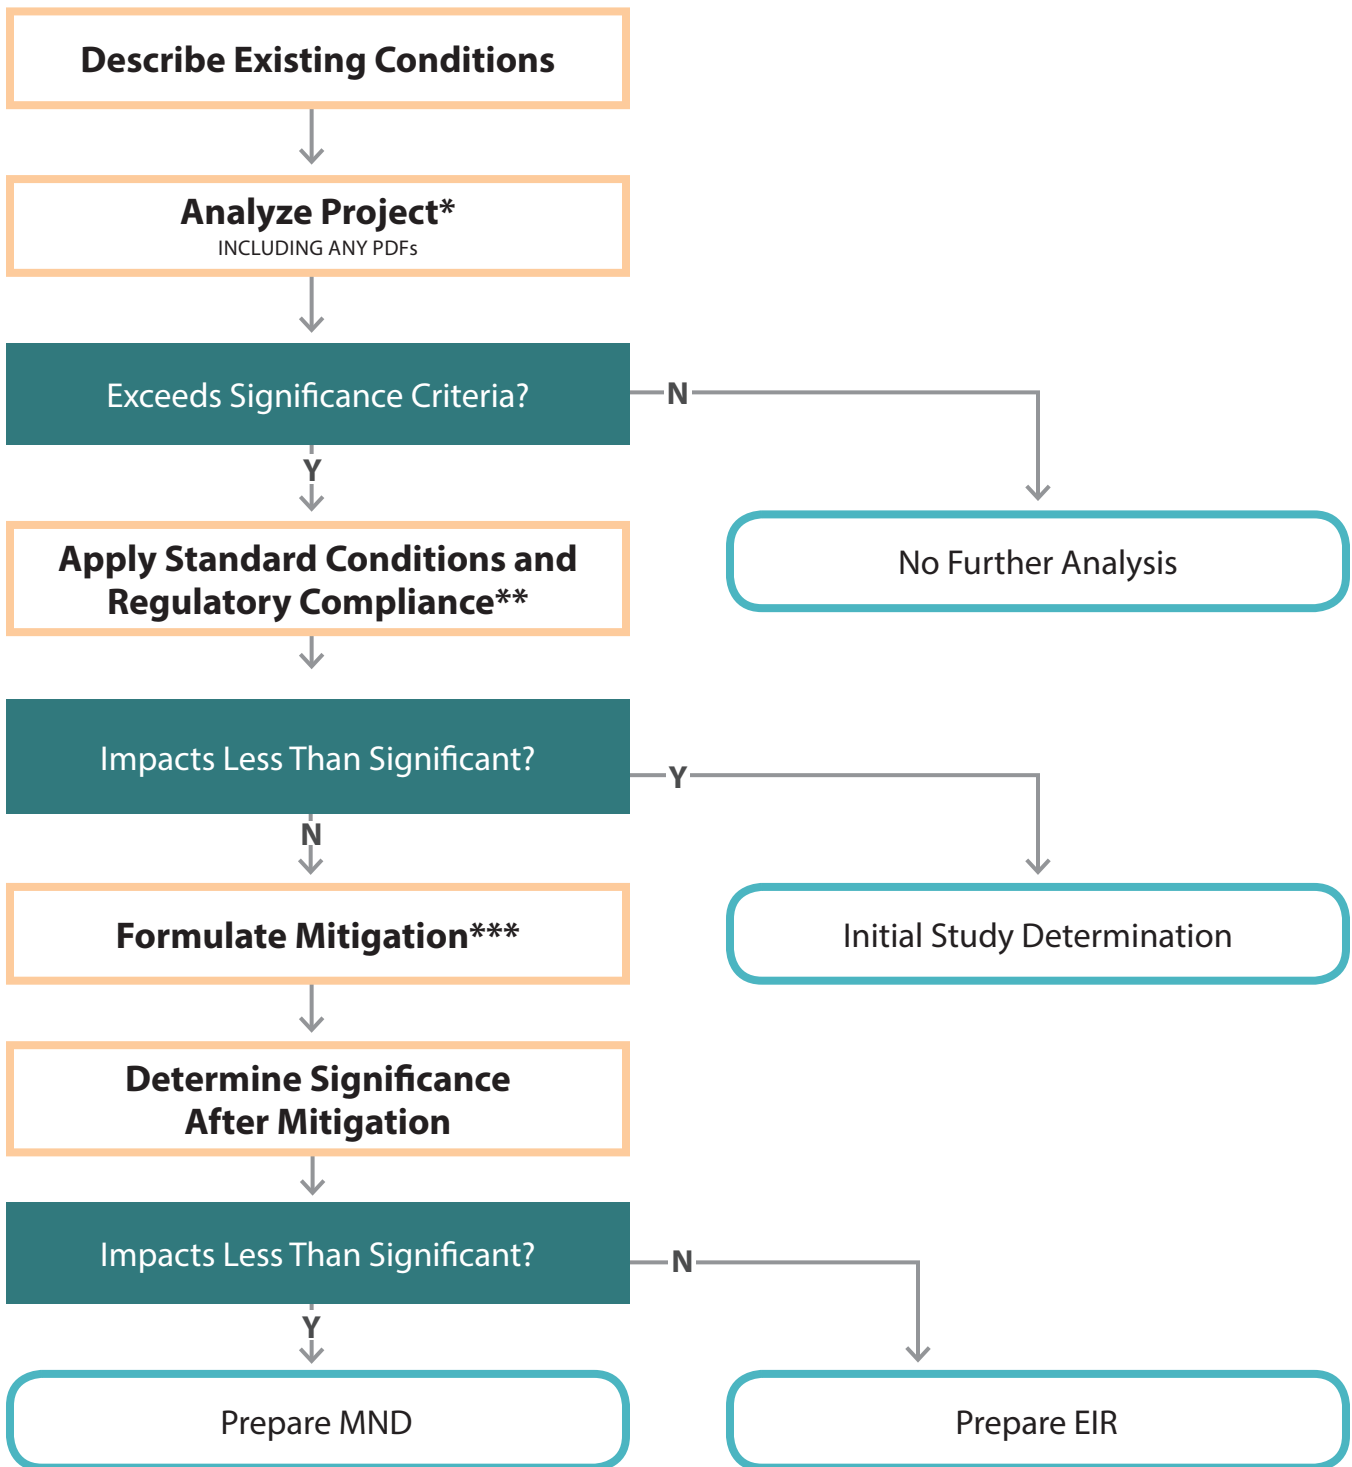 Describe Existing Conditions
Analyze Project*
INCLUDING ANY PDFs
Exceeds Significance Criteria?
N
Y
Apply Standard Conditions and
Regulatory Compliance**
No Further Analysis
Impacts Less Than Significant?
Y
N
Formulate Mitigation***
Initial Study Determination
Determine Significance
After Mitigation
Impacts Less Than Significant?
N
Y
Prepare MND
Prepare EIR